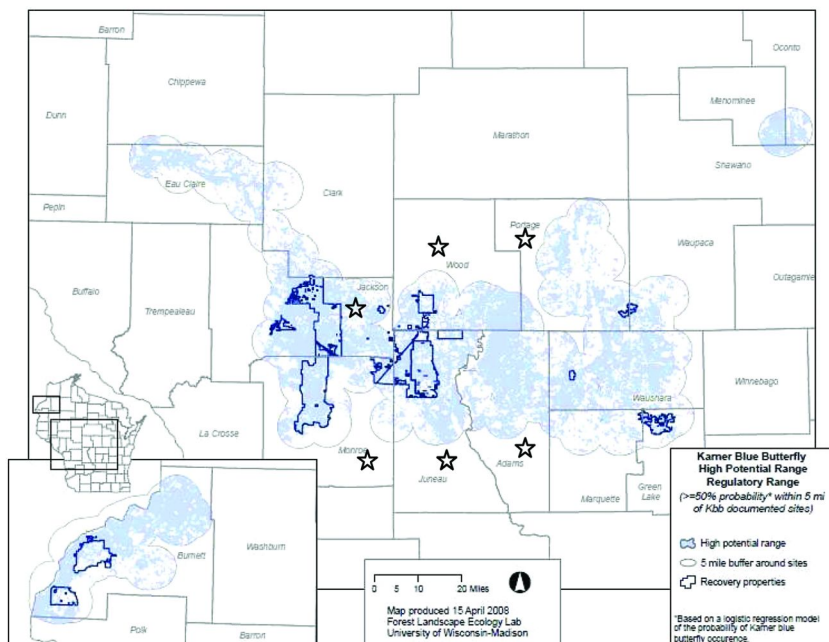 Barron
Oconto
Chippewa
Menominee
Dunn
Marathon
Shawano
Eau Claire
Clark
Pepin
Portage
Wood
Waupaca
Outagamie
Buffalo
Trempealeau
Jackson
Waushara
Winnebago
La Crosse
Monroe
Juneau
Adams
Marquette
Green
Lake
Burnett
Washburn
Polk
Barron
0 5 10 20 Miles
Map produced 15 April 2008
Forest Landscape Ecology Lab
University of Wisconsin-Madison
Karner Blue Butterfly
High Potential Range
Regulatory Range
(>=50% probability* within 5 mi
of Kbb documented sites)
High potential range
5 mile buffer around sites
Recovery properties
*Based on a logistic regression model
of the probability of Karner blue
butterfly occurence.